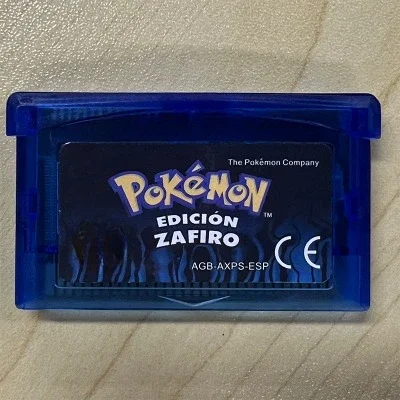 The Pokémon Company
POKéMON
™
EDICIÓN
ZAFIRO
CE
AGB-AXPS-ESP